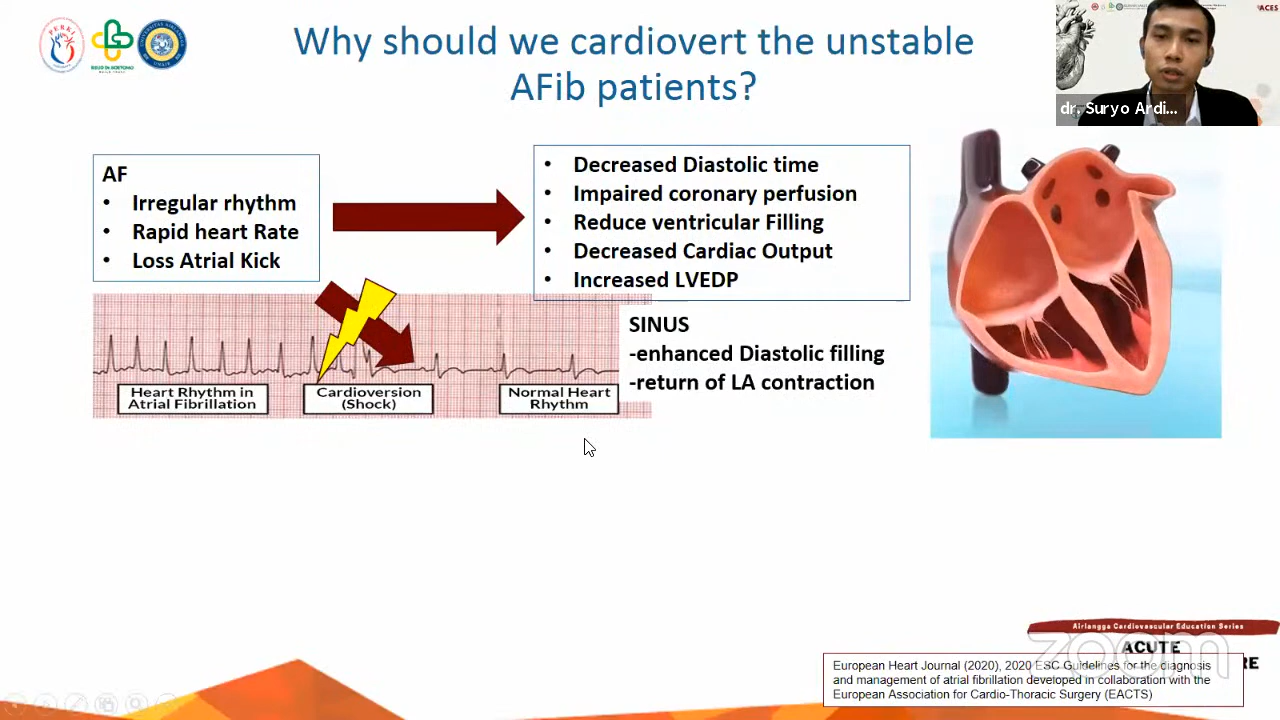 Why should we cardiovert the unstable
AFib patients?
dr. Suryo Ardi...
ACES
PERKI
AF
• Irregular rhythm
• Rapid heart Rate
• Loss Atrial Kick
• Decreased Diastolic time
• Impaired coronary perfusion
• Reduce ventricular Filling
• Decreased Cardiac Output
• Increased LVEDP
SINUS
-enhanced Diastolic filling
-return of LA contraction
Heart Rhythm in
Atrial Fibrillation
Cardioversion
(Shock)
Normal Heart
Rhythm
Airlangga Cardiovascular Education Series
ACUTE
zoom
RE
European Heart Journal (2020), 2020 ESC Guidelines for the diagnosis
and management of atrial fibrillation developed in collaboration with the
European Association for Cardio-Thoracic Surgery (EACTS)